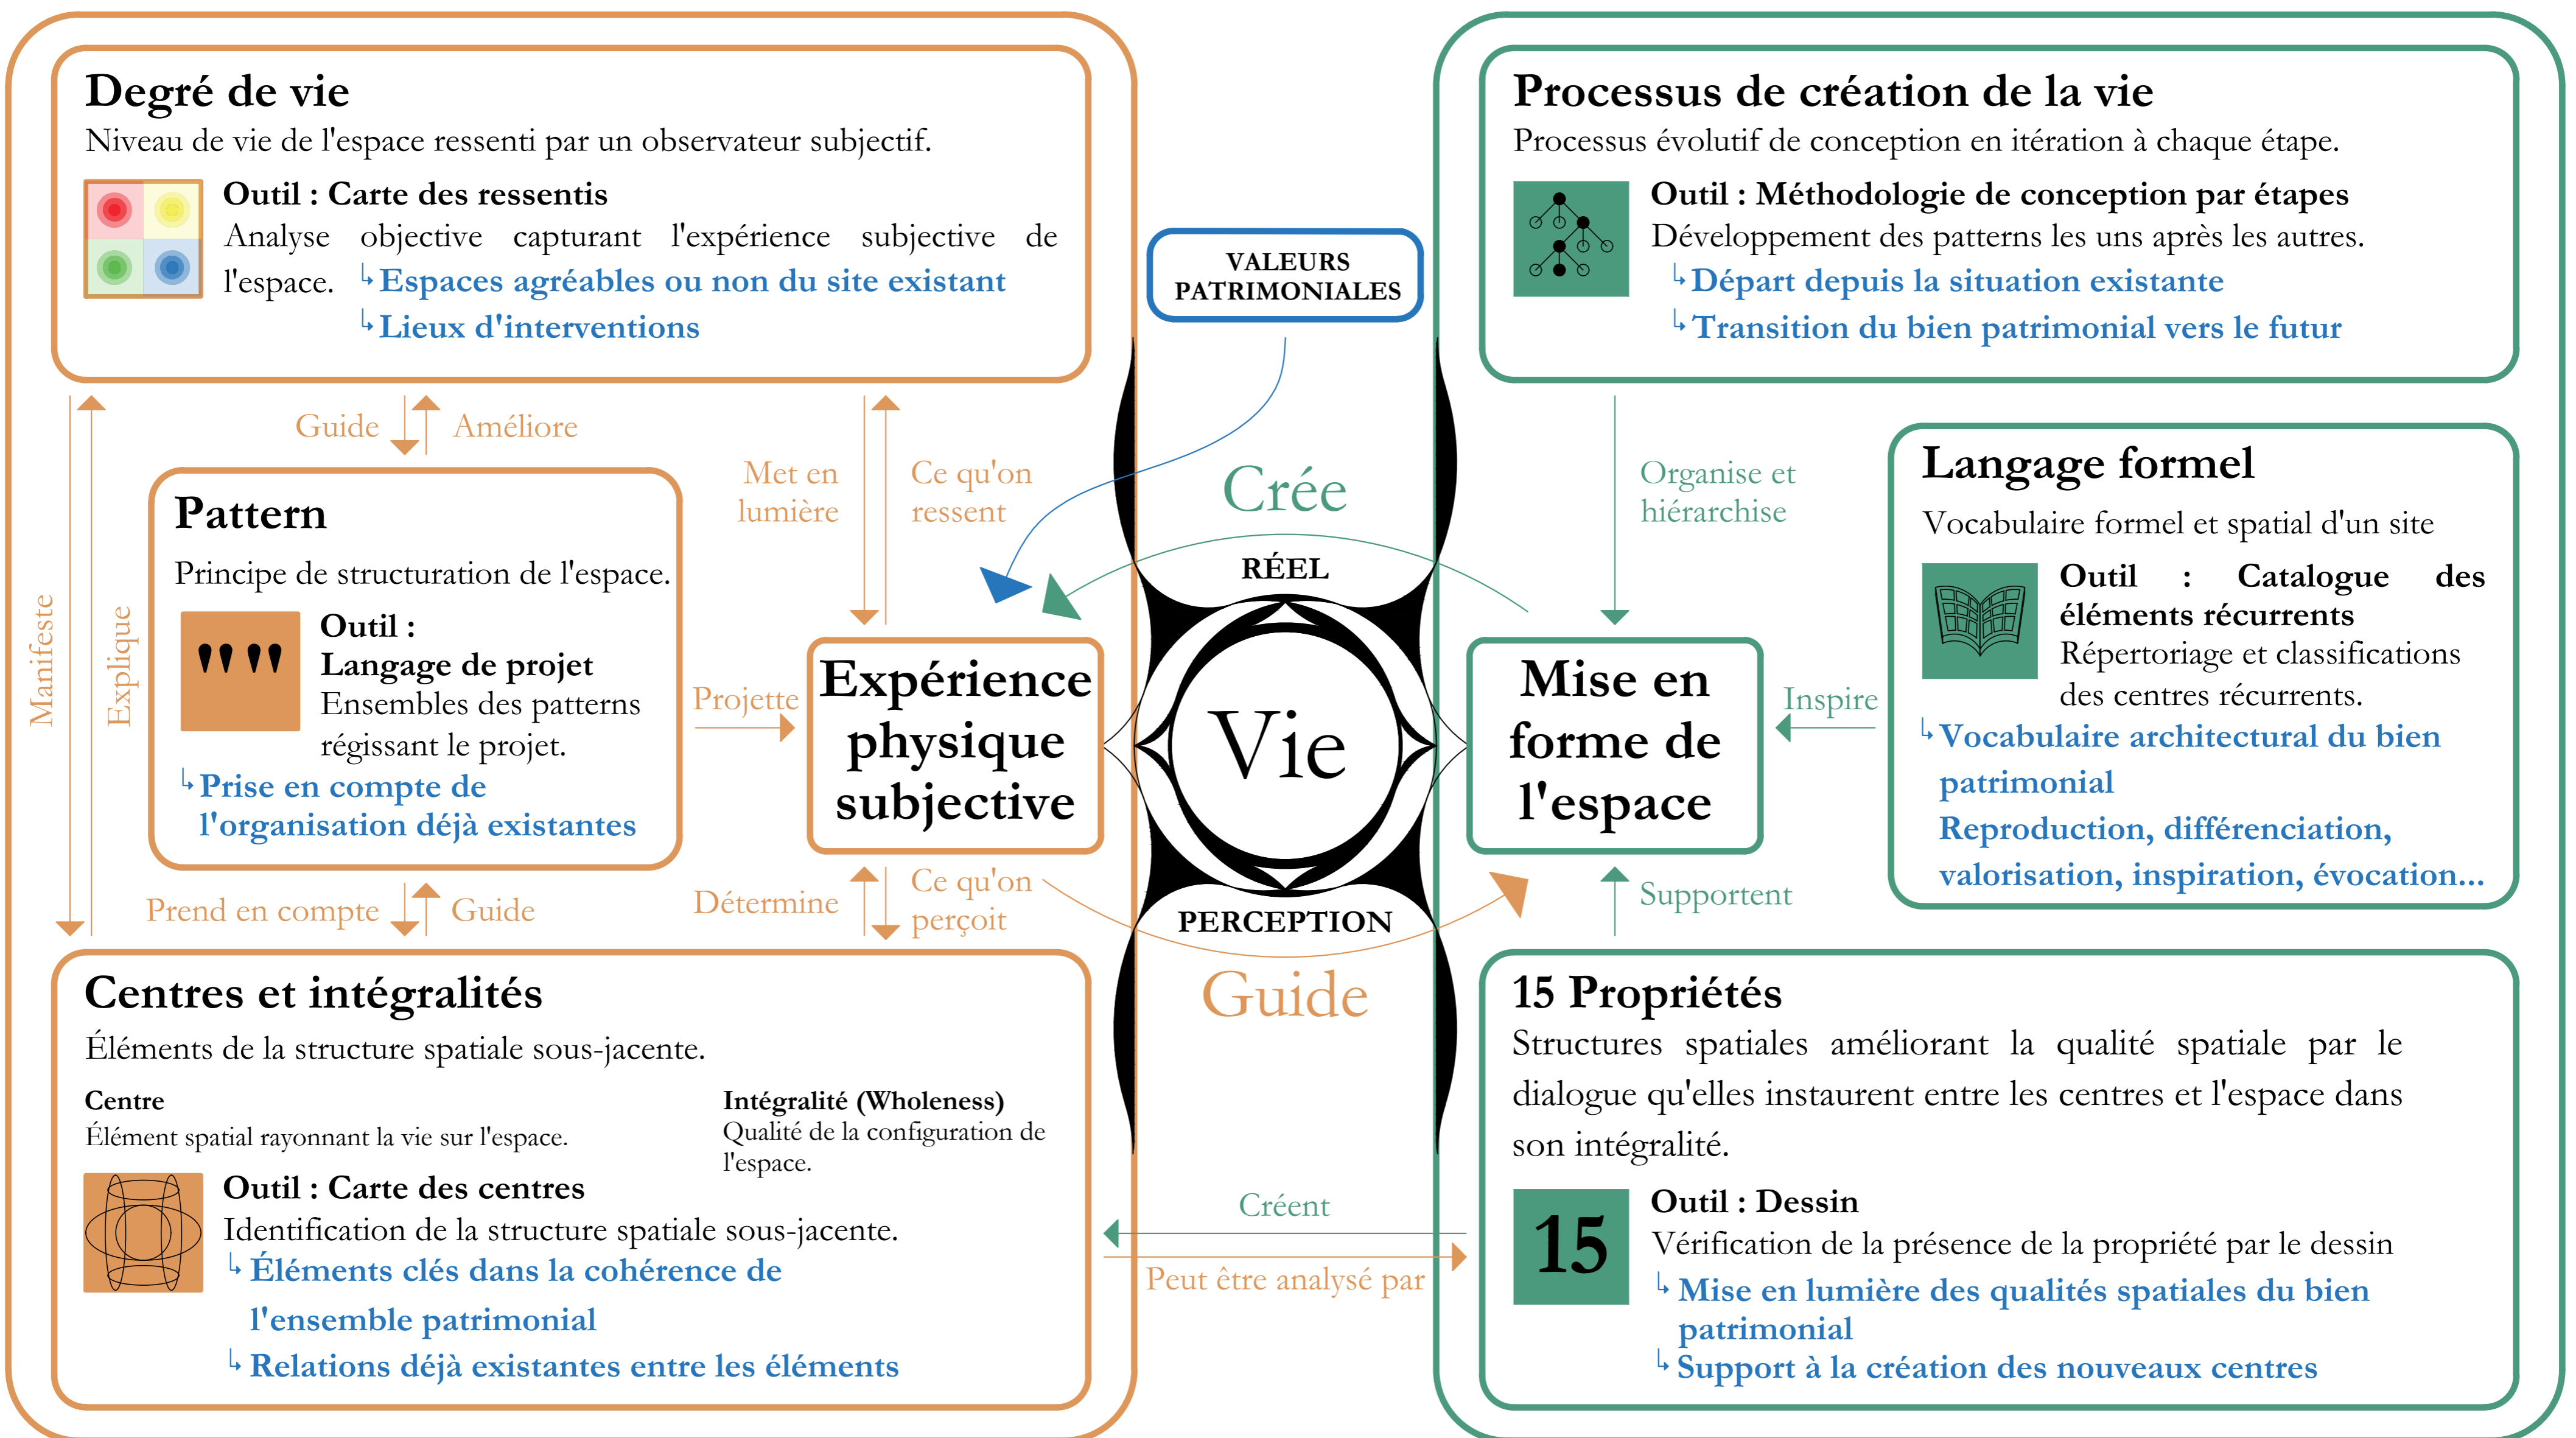 Degré de vie
Niveau de vie de l'espace ressenti par un observateur subjectif.
Outil : Carte des ressentis
Analyse objective capturant l'expérience subjective de
l'espace. ↳Espaces agréables ou non du site existant
↳Lieux d'interventions
Guide
Améliore
Met en
lumière
Ce qu'on
ressent
Manifeste
Explique
Pattern
Principe de structuration de l'espace.
""
Outil :
Langage de projet
Ensembles des patterns
régissant le projet.
↳Prise en compte de
l'organisation déjà existantes
Projette
Expérience
physique
subjective
Prend en compte
Guide
Détermine
Ce qu'on
perçoit
Centres et intégralités
Éléments de la structure spatiale sous-jacente.
Centre
Élément spatial rayonnant la vie sur l'espace.
Intégralité (Wholeness)
Qualité de la configuration de
l'espace.
Outil : Carte des centres
Identification de la structure spatiale sous-jacente.
↳Éléments clés dans la cohérence de
l'ensemble patrimonial
↳Relations déjà existantes entre les éléments
VALEURS
PATRIMONIALES
Crée
RÉEL
Vie
PERCEPTION
Guide
Créent
Peut être analysé par
Processus de création de la vie
Processus évolutif de conception en itération à chaque étape.
Outil : Méthodologie de conception par étapes
Développement des patterns les uns après les autres.
↳Départ depuis la situation existante
↳Transition du bien patrimonial vers le futur
Organise et
hiérarchise
Mise en
forme de
l'espace
Inspire
Supportent
Langage formel
Vocabulaire formel et spatial d'un site
Outil : Catalogue des
éléments récurrents
Répertoriage et classifications
des centres récurrents.
↳Vocabulaire architectural du bien
patrimonial
Reproduction, différenciation,
valorisation, inspiration, évocation...
15 Propriétés
Structures spatiales améliorant la qualité spatiale par le
dialogue qu'elles instaurent entre les centres et l'espace dans
son intégralité.
15
Outil : Dessin
Vérification de la présence de la propriété par le dessin
↳Mise en lumière des qualités spatiales du bien
patrimonial
↳Support à la création des nouveaux centres